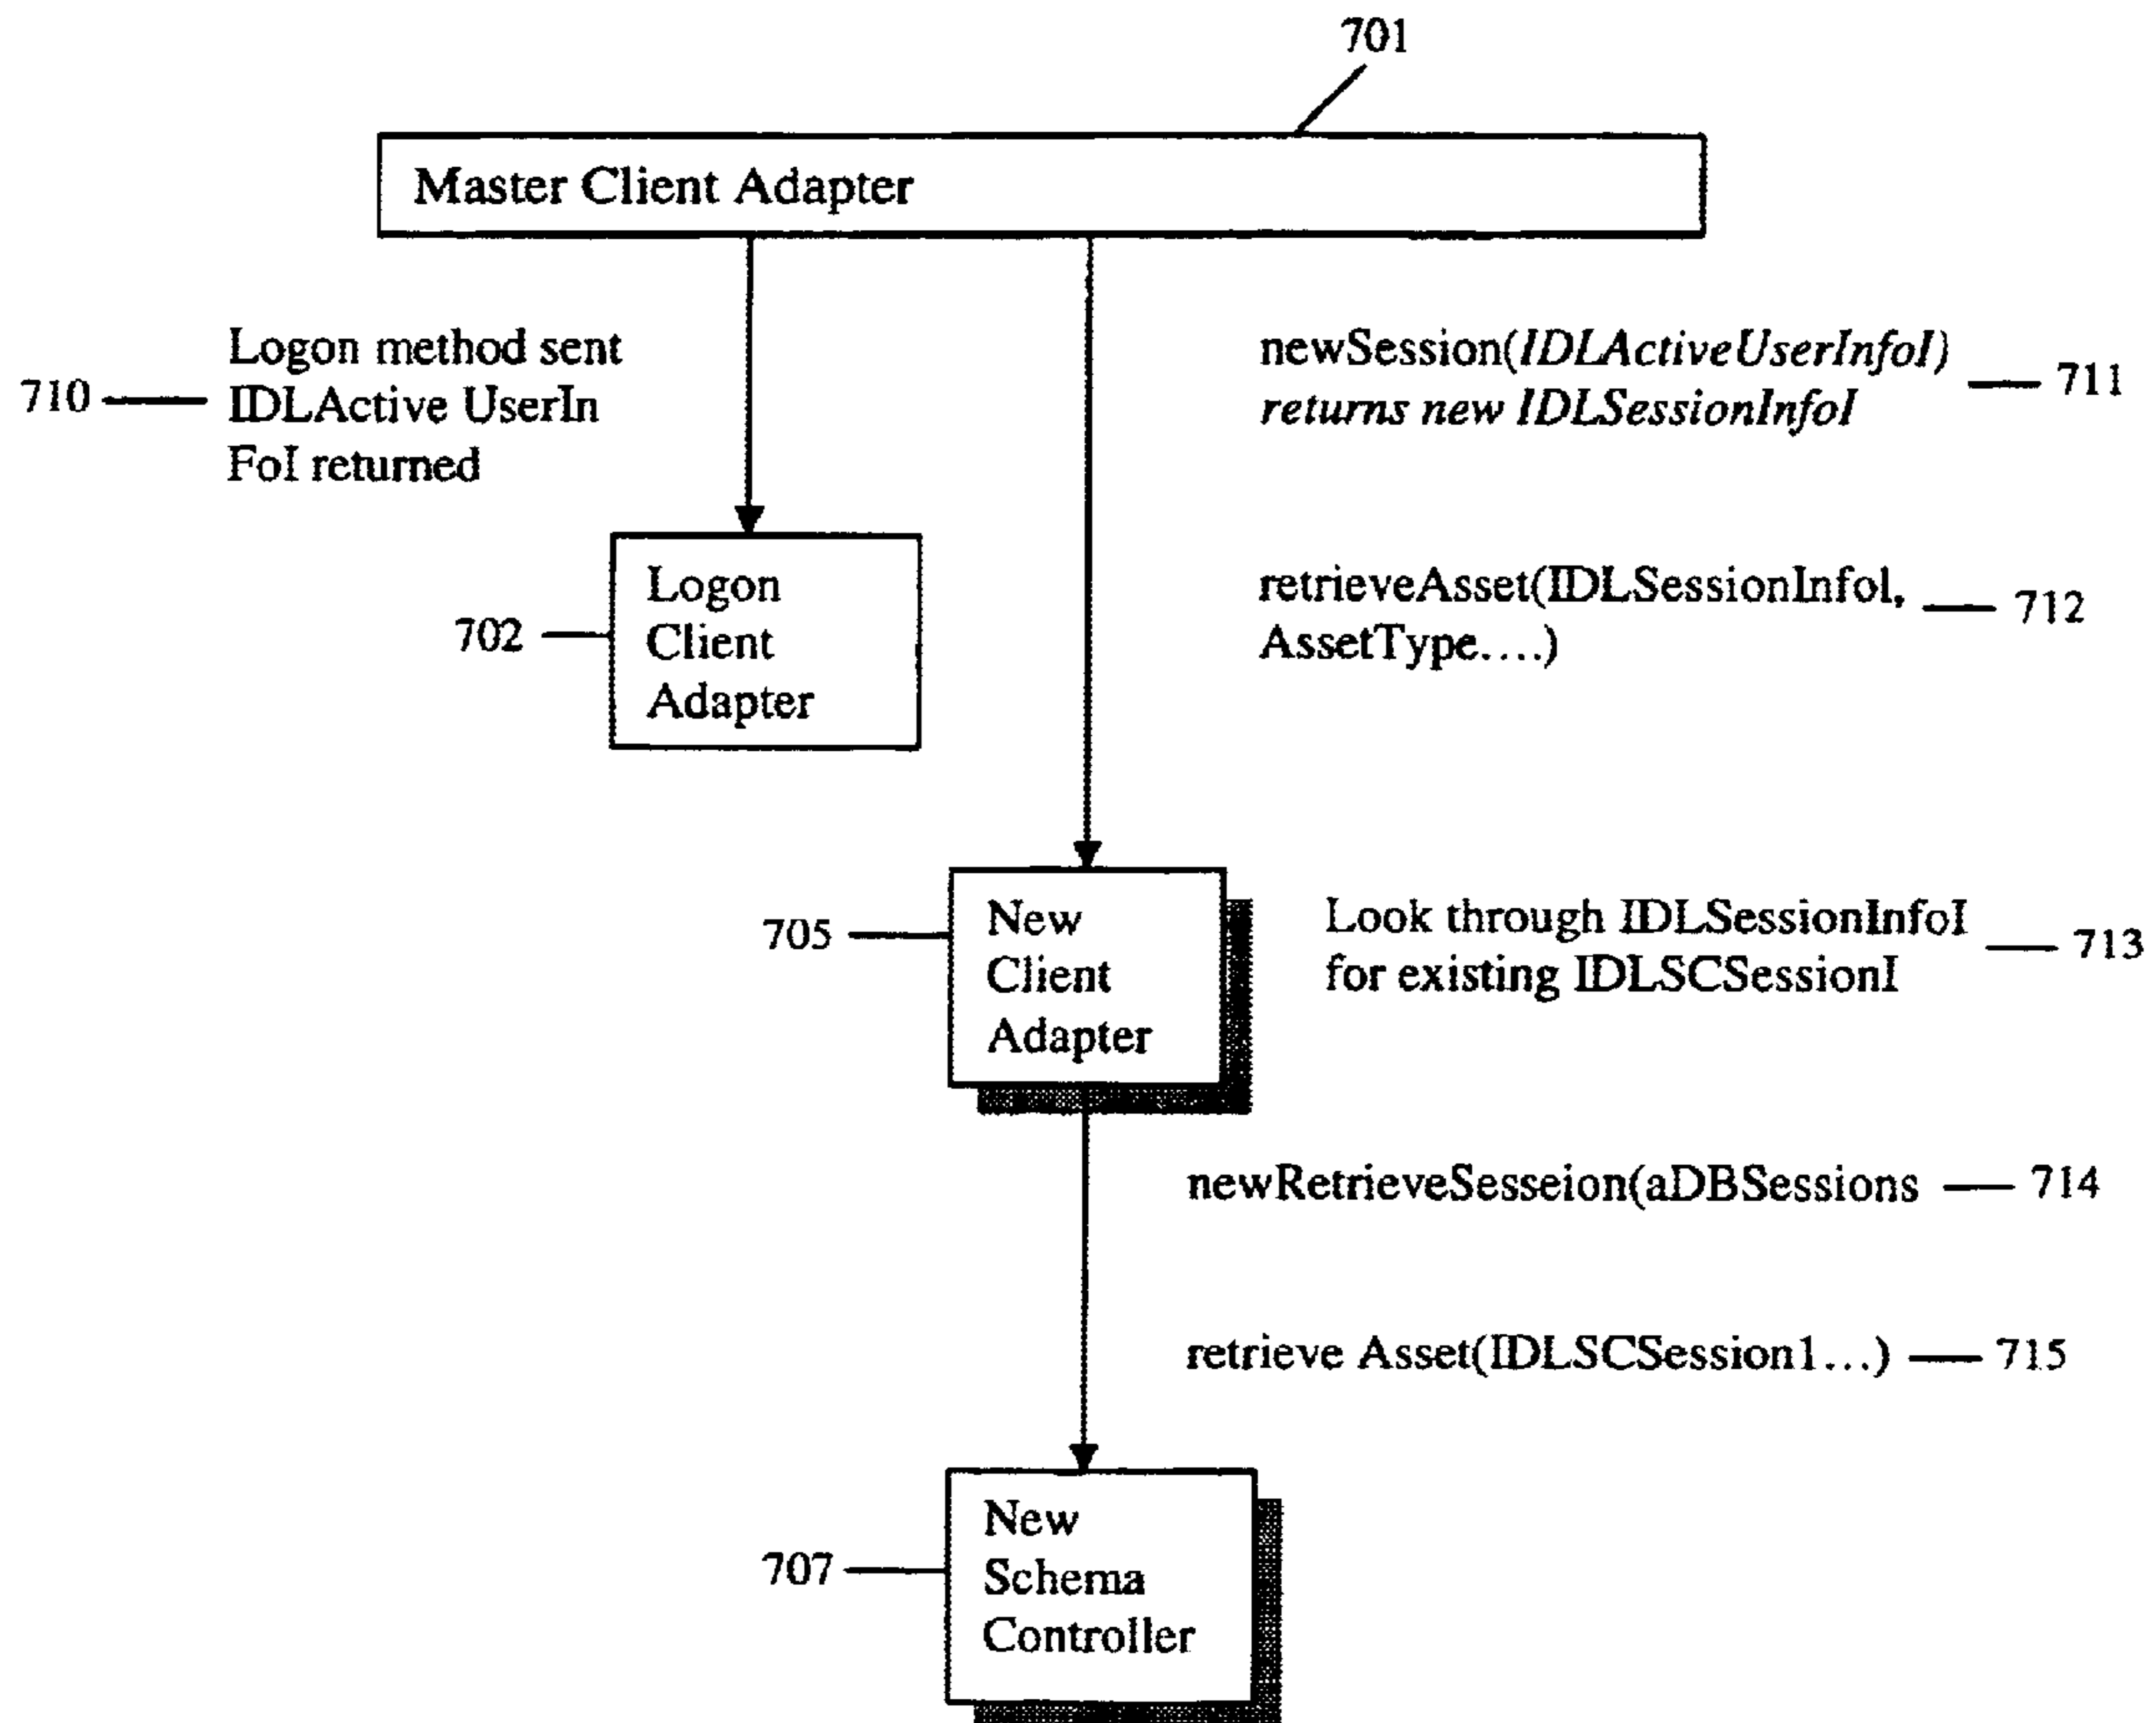 701
Master Client Adapter
710
Logon method sent
IDLActive UserIn
FoI returned
newSession(IDLActiveUserInfoI)
returns new IDLSessionInfoI
711
702
Logon
Client
Adapter
retrieveAsset(IDLSessionInfoI,
AssetType....)
712
705
New
Client
Adapter
Look through IDLSessionInfoI
for existing IDLSCSessionI
713
newRetrieveSesseion(aDBSessions
714
retrieve Asset(IDLSCSession1...)
715
707
New
Schema
Controller